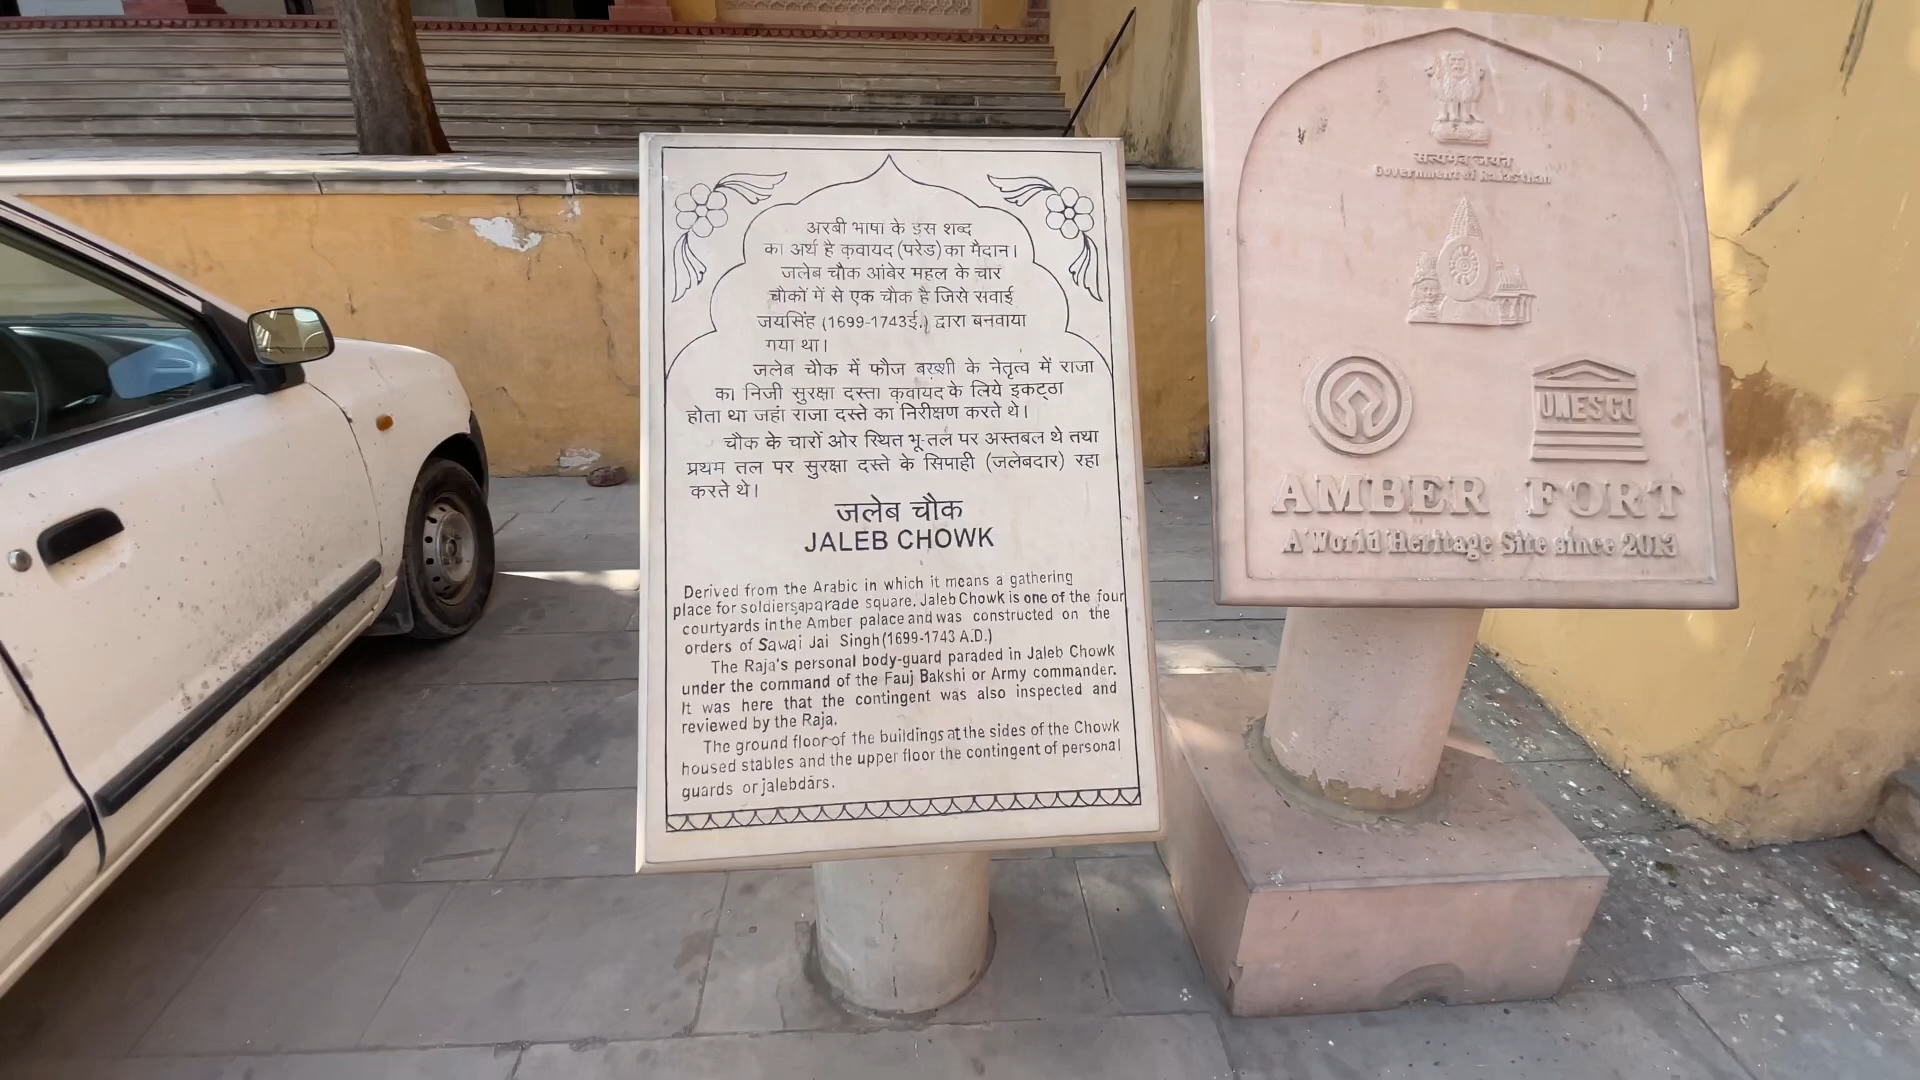 अरबी भाषा के इस शब्द
का अर्थ है कवायद (परेड) का मैदान।
जलेब चौक आंबेर महल के चार
चौकों में से एक चौक है जिसे सवाई
जयसिंह (1699-1743ई.) द्वारा बनवाया
गया था।
जलेब चौक में फौज बख़्शी के नेतृत्व में राजा
का निजी सुरक्षा दस्ता क़वायद के लिये इकट्ठा
होता था जहां राजा दस्ते का निरीक्षण करते थे।
चौक के चारों ओर स्थित भू-तल पर अस्तबल थे तथा
प्रथम तल पर सुरक्षा दस्ते के सिपाही (जलेबदार) रहा
करते थे।
जलेब चौक
JALEB CHOWK
Derived from the Arabic in which it means a gathering
place for soldiers,aparade square. Jaleb Chowk is one of the four
courtyards in the Amber palace and was constructed on the
orders of Sawai Jai Singh (1699-1743 A.D.)
The Raja's personal body-guard paraded in Jaleb Chowk
under the command of the Fauj Bakshi or Army commander.
It was here that the contingent was also inspected and
reviewed by the Raja.
The ground floor of the buildings at the sides of the Chowk
housed stables and the upper floor the contingent of personal
guards or jalebdārs.
सत्यमेव जयते
Government of Rajasthan
UNESCO
AMBER FORT
A World Heritage Site since 2013